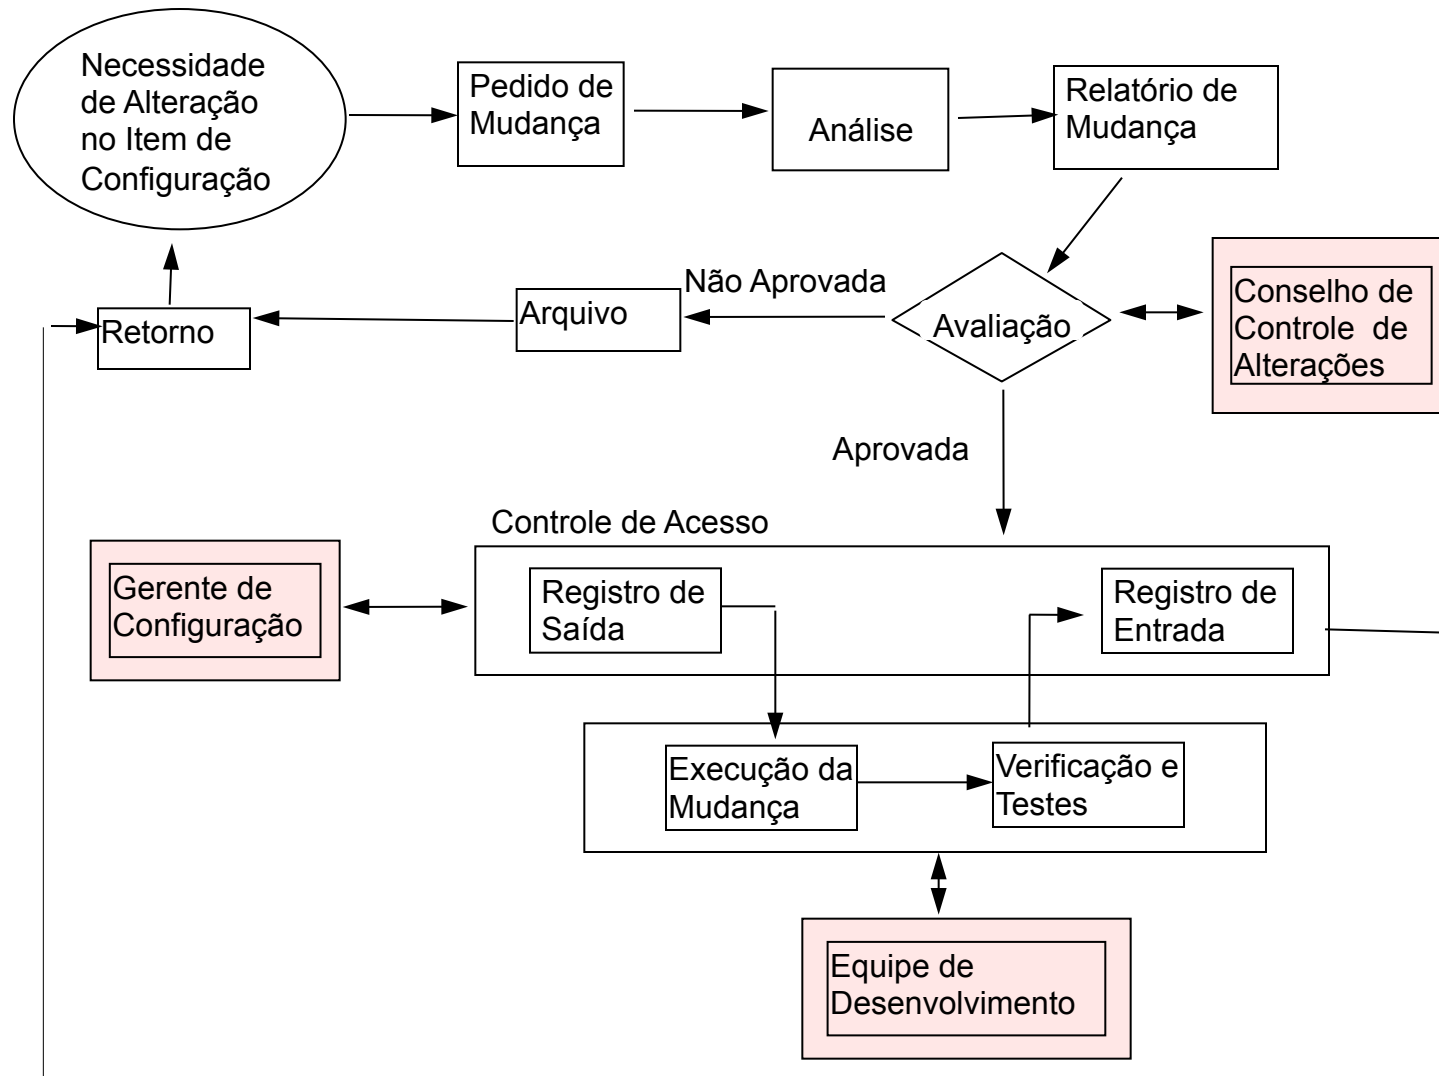 Necessidade
de Alteração
no Item de
Configuração
Pedido de
Mudança
Análise
Relatório de
Mudança
Retorno
Arquivo
Não Aprovada
Avaliação
Conselho de
Controle de
Alterações
Aprovada
Controle de Acesso
Gerente de
Configuração
Registro de
Saída
Registro de
Entrada
Execução da
Mudança
Verificação e
Testes
Equipe de
Desenvolvimento